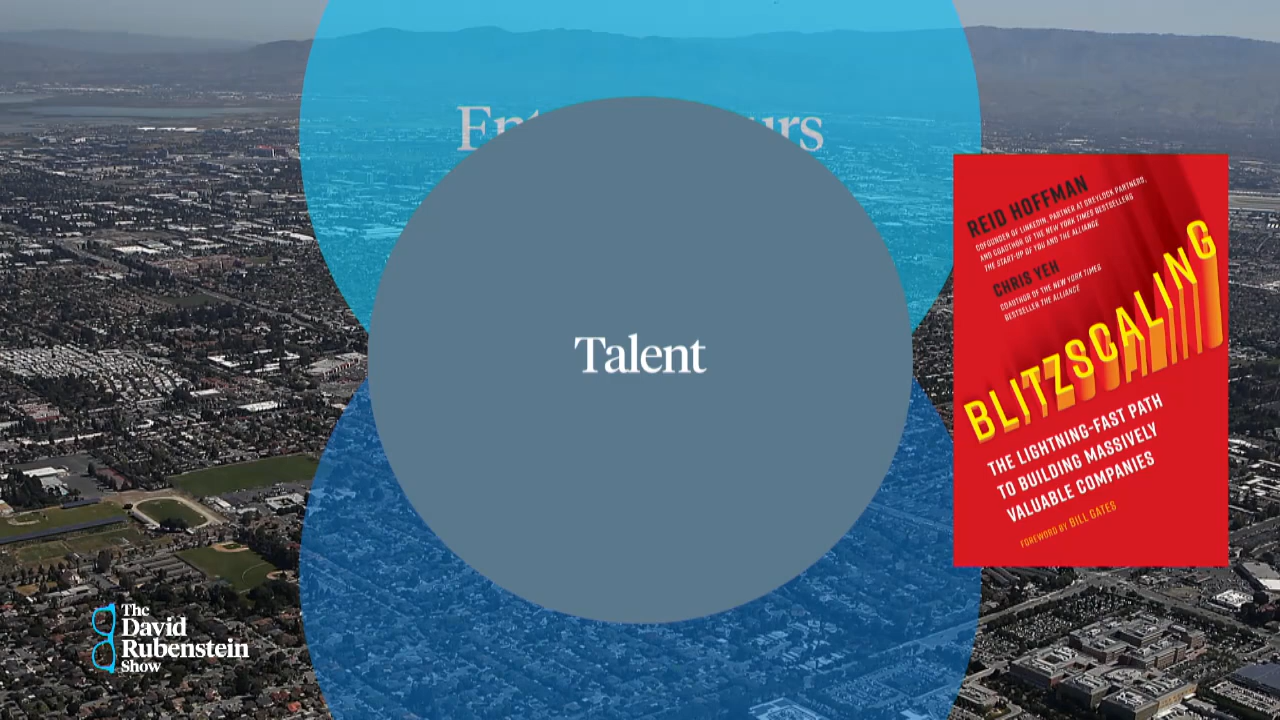 Talent
REID HOFFMAN
COFOUNDER OF LINKEDIN, PARTNER AT GREYLOCK PARTNERS,
AND COAUTHOR OF THE NEW YORK TIMES BESTSELLERS
THE START-UP OF YOU AND THE ALLIANCE
CHRIS YEH
COAUTHOR OF THE NEW YORK TIMES
BESTSELLER THE ALLIANCE
BLITZSCALING
THE LIGHTNING-FAST PATH
TO BUILDING MASSIVELY
VALUABLE COMPANIES
FOREWORD BY BILL GATES
The
David
Rubenstein
Show